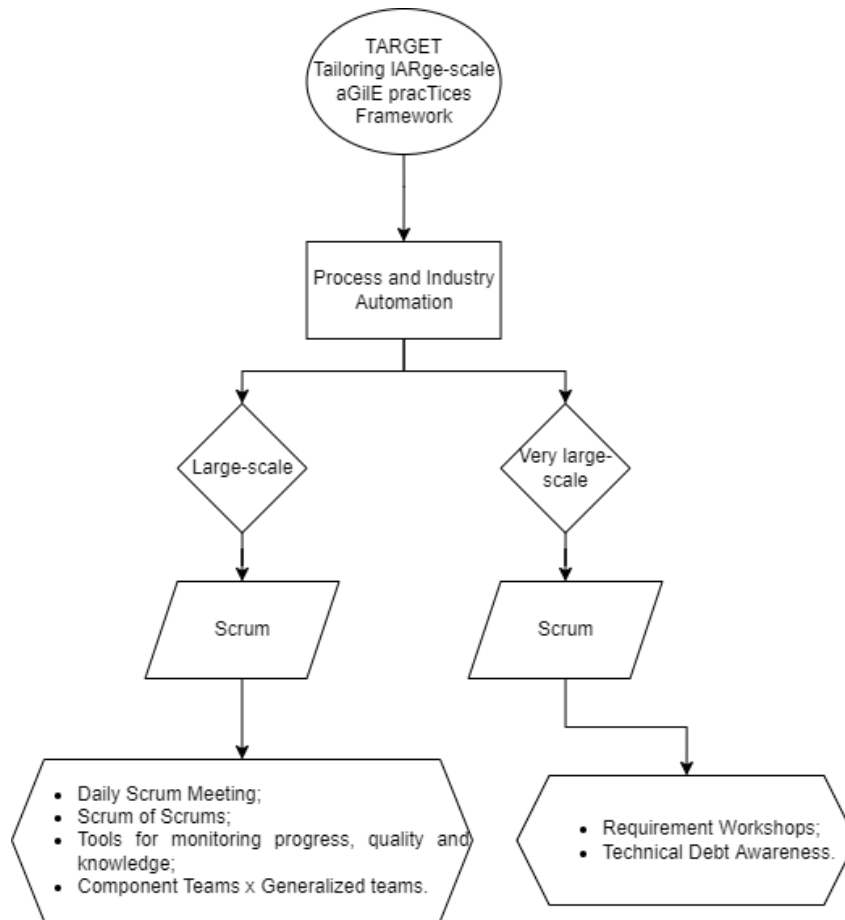 TARGET
Tailoring lARge-scale
aGilE pracTices
Framework
Process and Industry
Automation
Large-scale
Very large-
scale
Scrum
Scrum
• Daily Scrum Meeting;
• Scrum of Scrums;
• Tools for monitoring progress, quality and
knowledge;
• Component Teams x Generalized teams.
• Requirement Workshops;
• Technical Debt Awareness.